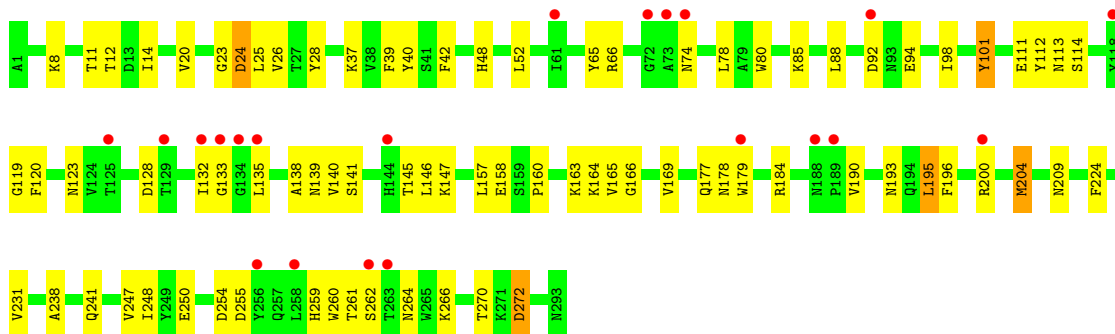 A1 K8 T11 T12 D13 I14 V20 G23 D24 L25 V26 T27 Y28 K37 V38 F39 Y40 S41 F42 H48 L52 I61 Y65 R66 G72 A73 N74 L78 A79 W80 K85 L88 D92 N93 E94 I98 Y101 E111 Y112 N113 S114 Y118
G119 F120 N123 V124 T125 D128 T129 I132 G133 G134 L135 A138 N139 V140 S141 H144 T145 L146 K147 L157 E158 S159 P160 K163 K164 V165 G166 V169 Q177 N178 W179 R184 N188 P189 V190 N193 Q194 L195 F196 R200 M204 N209 F224
V231 A238 Q241 V247 I248 Y249 E250 D254 D255 Y256 Q257 L258 H259 W260 T261 S262 T263 N264 W265 K266 T270 K271 D272 N293